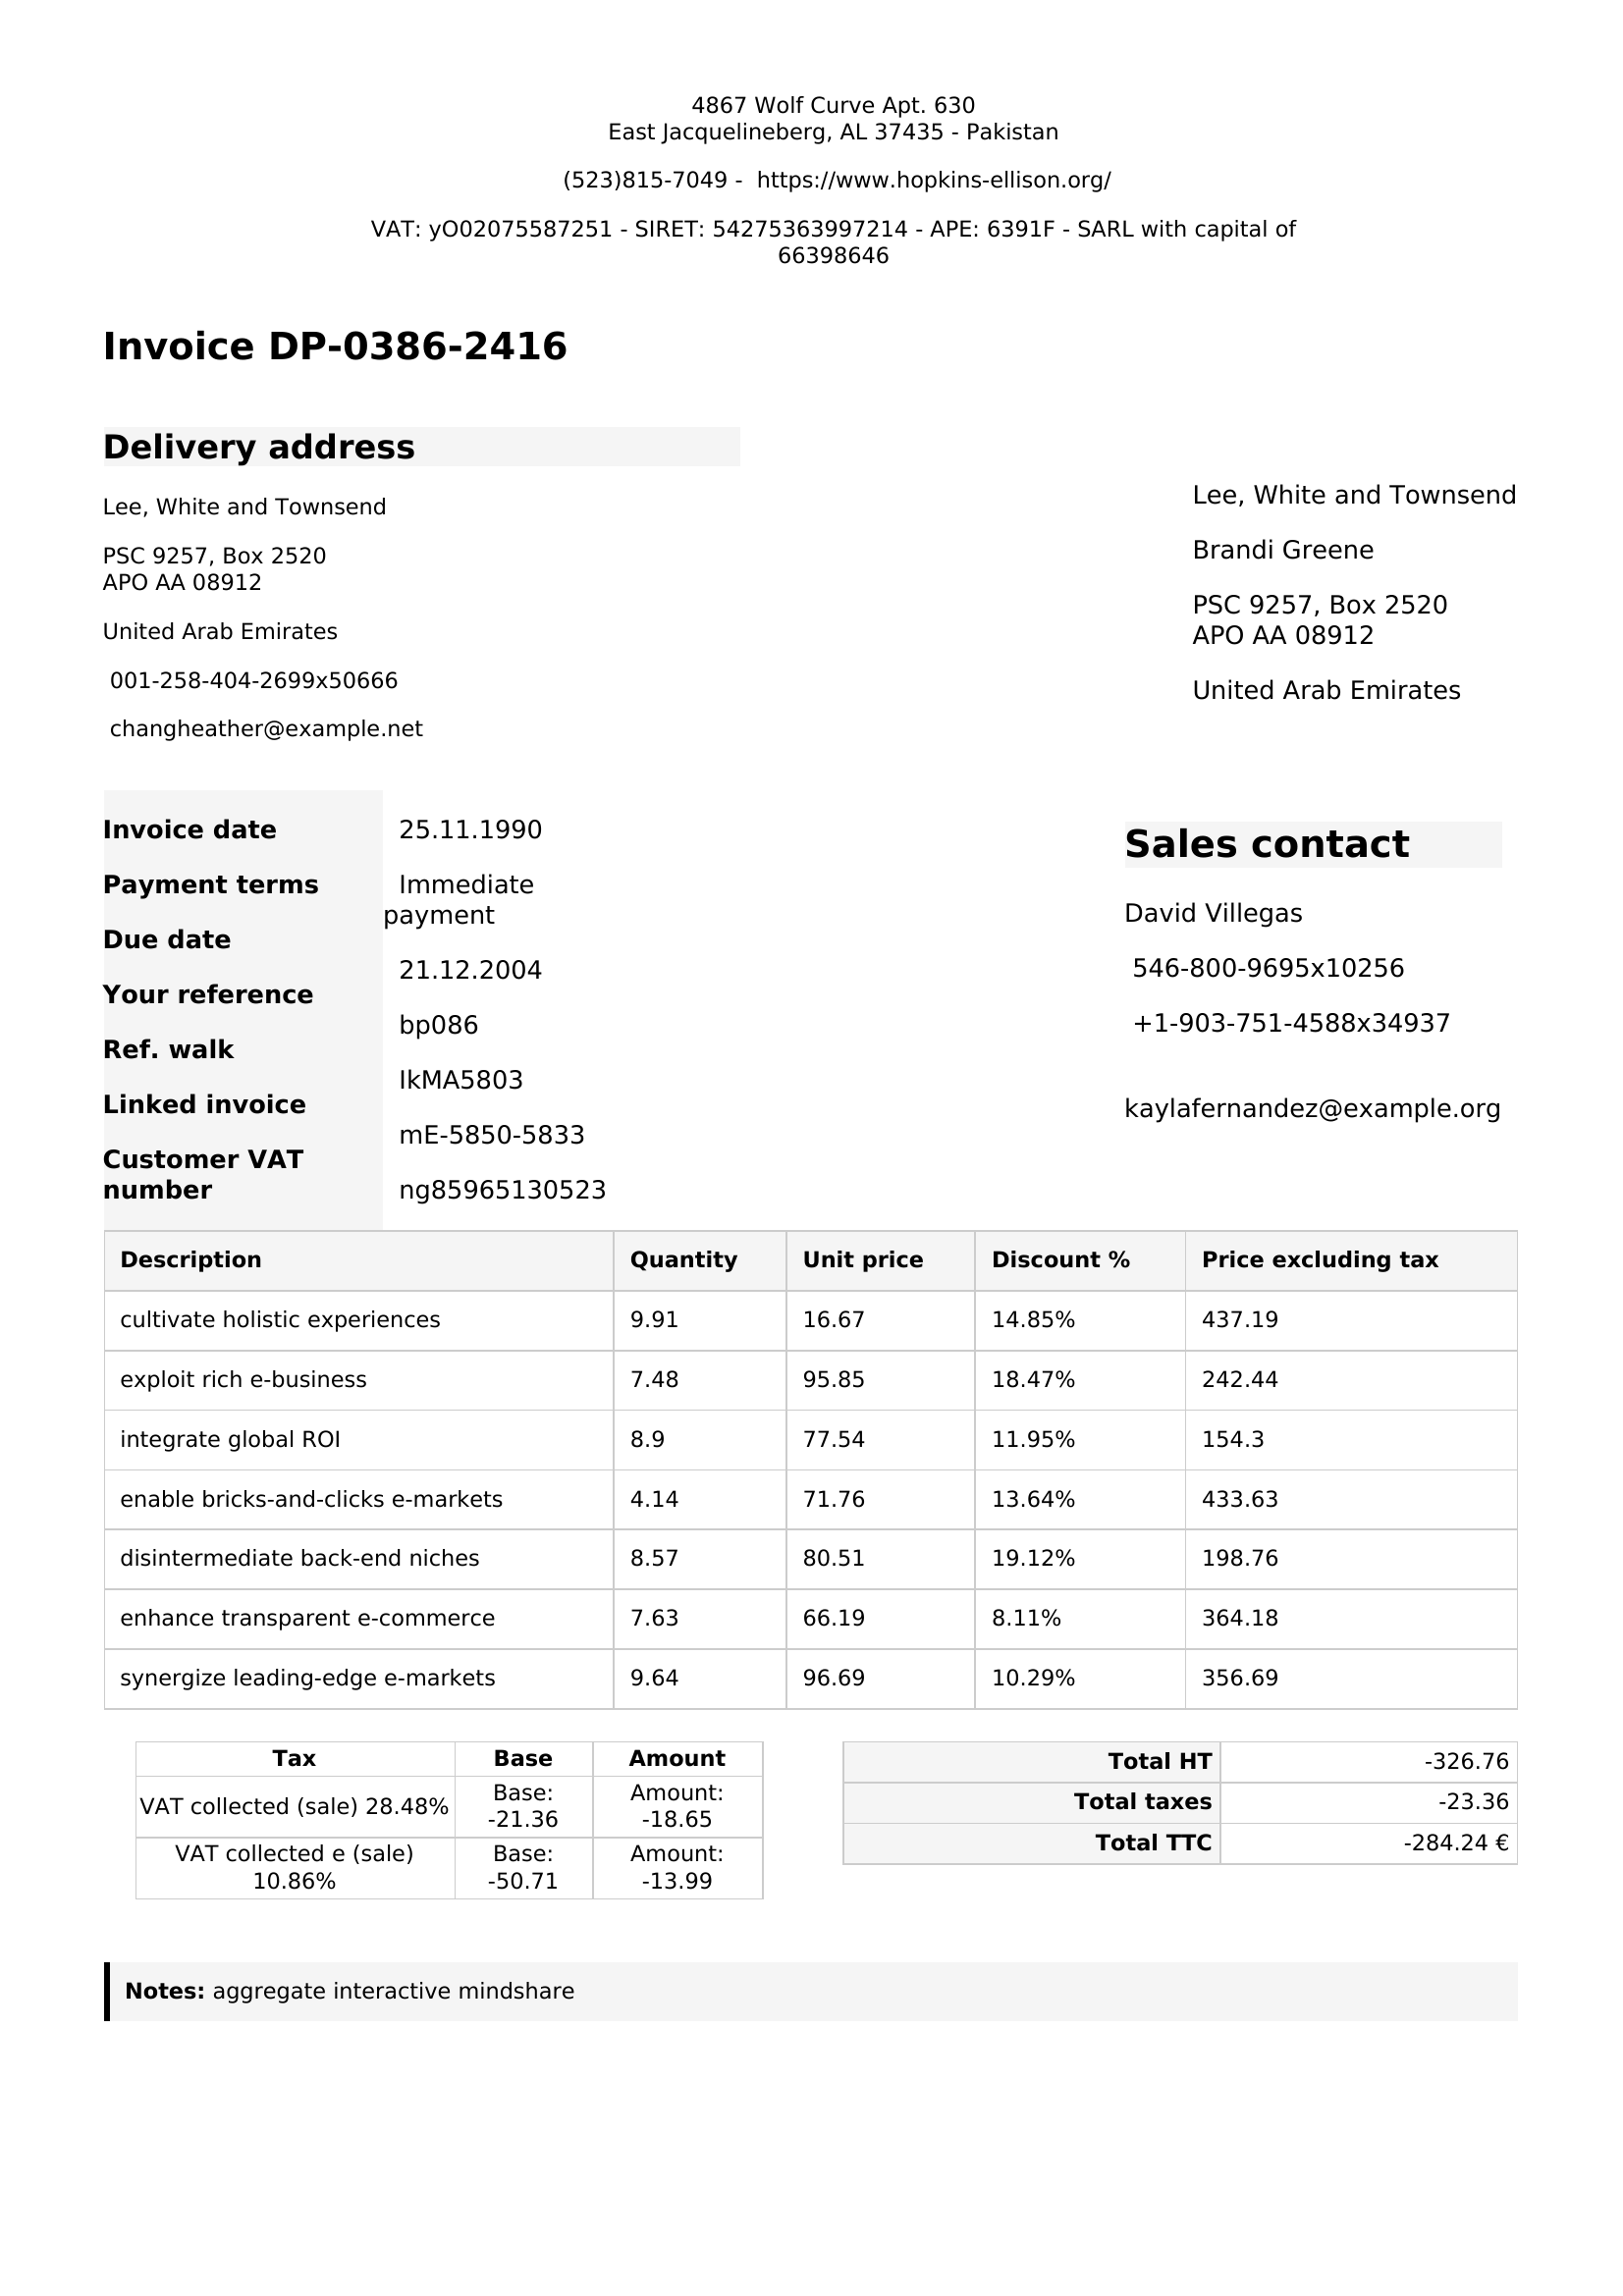 4867 Wolf Curve Apt. 630
East Jacquelineberg, AL 37435 - Pakistan
(523)815-7049 - https://www.hopkins-ellison.org/
VAT: yO02075587251 - SIRET: 54275363997214 - APE: 6391F - SARL with capital of
66398646
Invoice DP-0386-2416
Delivery address
Lee, White and Townsend
PSC 9257, Box 2520
APO AA 08912
United Arab Emirates
001-258-404-2699x50666
changheather@example.net
Lee, White and Townsend
Brandi Greene
PSC 9257, Box 2520
APO AA 08912
United Arab Emirates
Invoice date
Payment terms
Due date
Your reference
Ref. walk
Linked invoice
Customer VAT
number
25.11.1990
Immediate
payment
21.12.2004
bp086
IkMA5803
mE-5850-5833
ng85965130523
Sales contact
David Villegas
546-800-9695x10256
+1-903-751-4588x34937
kaylafernandez@example.org
Description Quantity Unit price Discount % Price excluding tax
cultivate holistic experiences 9.91 16.67 14.85% 437.19
exploit rich e-business 7.48 95.85 18.47% 242.44
integrate global ROI 8.9 77.54 11.95% 154.3
enable bricks-and-clicks e-markets 4.14 71.76 13.64% 433.63
disintermediate back-end niches 8.57 80.51 19.12% 198.76
enhance transparent e-commerce 7.63 66.19 8.11% 364.18
synergize leading-edge e-markets 9.64 96.69 10.29% 356.69
Tax Base Amount
VAT collected (sale) 28.48% Base: -21.36 Amount: -18.65
VAT collected e (sale) 10.86% Base: -50.71 Amount: -13.99
Total HT -326.76
Total taxes -23.36
Total TTC -284.24 €
Notes: aggregate interactive mindshare